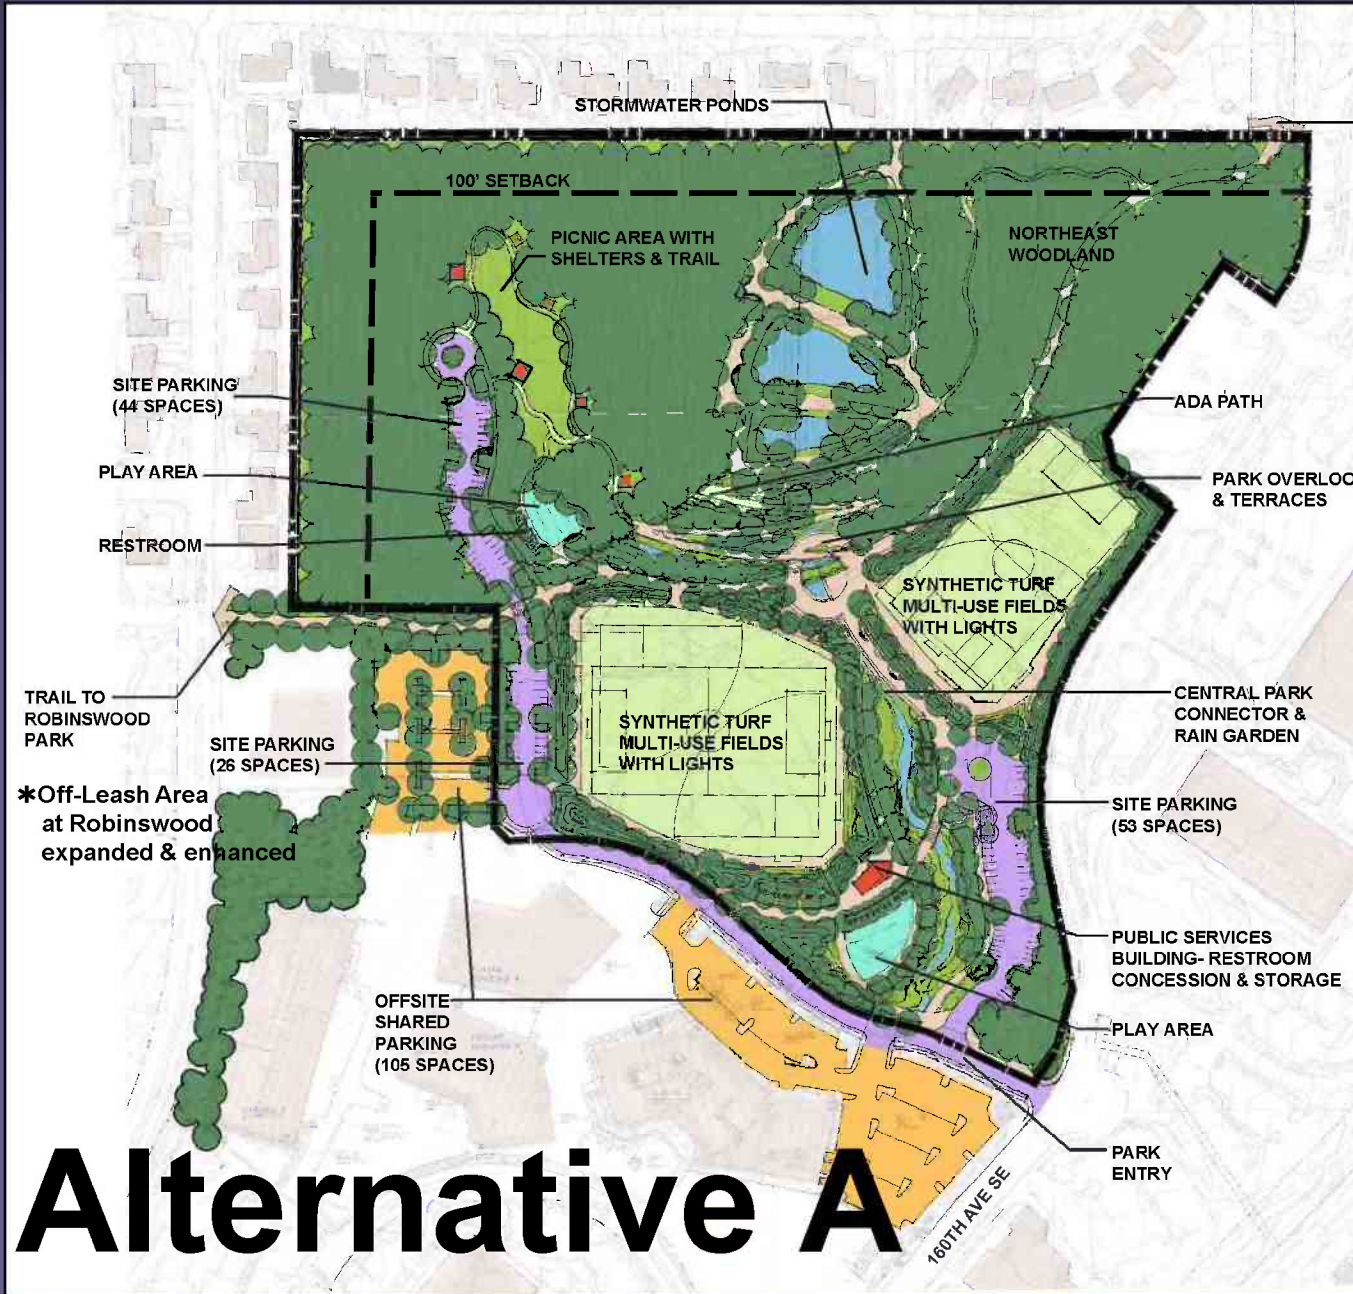 STORMWATER PONDS
100' SETBACK
PICNIC AREA WITH
SHELTERS & TRAIL
NORTHEAST
WOODLAND
SITE PARKING
(44 SPACES)
ADA PATH
PLAY AREA
PARK OVERLOO
& TERRACES
RESTROOM
SYNTHETIC TURF
MULTI-USE FIELDS
WITH LIGHTS
TRAIL TO
ROBINSWOOD
PARK
CENTRAL PARK
CONNECTOR &
RAIN GARDEN
SYNTHETIC TURF
MULTI-USE FIELDS
WITH LIGHTS
SITE PARKING
(26 SPACES)
*Off-Leash Area
at Robinswood
expanded & enhanced
SITE PARKING
(53 SPACES)
PUBLIC SERVICES
BUILDING- RESTROOM
CONCESSION & STORAGE
OFFSITE
SHARED
PARKING
(105 SPACES)
PLAY AREA
PARK
ENTRY
160TH AVE SE
Alternative A